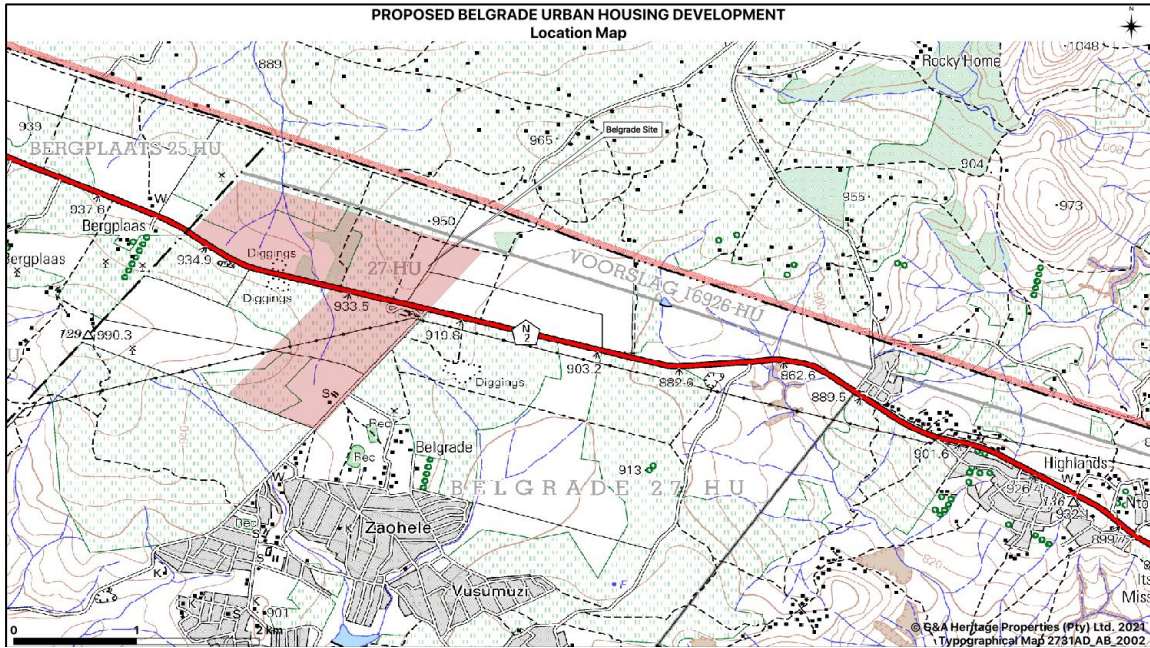 PROPOSED BELGRADE URBAN HOUSING DEVELOPMENT
Location Map
N
889
1048
Rocky Home
939
BERGPLAATS 25 HU
965
Belgrade Site
1008
904
955
973
W
937.6
Bergplaas
950
Bergplaas
934.9
Diggings
27 HU
VOORSLAG 16926-HU
Diggings
933.5
729
990.3
919.8
N
2
903.2
Diggings
882.6
862.6
889.5
S
Rec
Rec
Belgrade
913
901.6
BELGRADE 27 HU
Highlands
W
926
Zaohele
K
S
S
Vusumuzi
F
820
K
K
S
901
0
1
2 km
© G&A Heritage Properties (Pty) Ltd. 2021
Typographical Map 2731AD_AB_2002